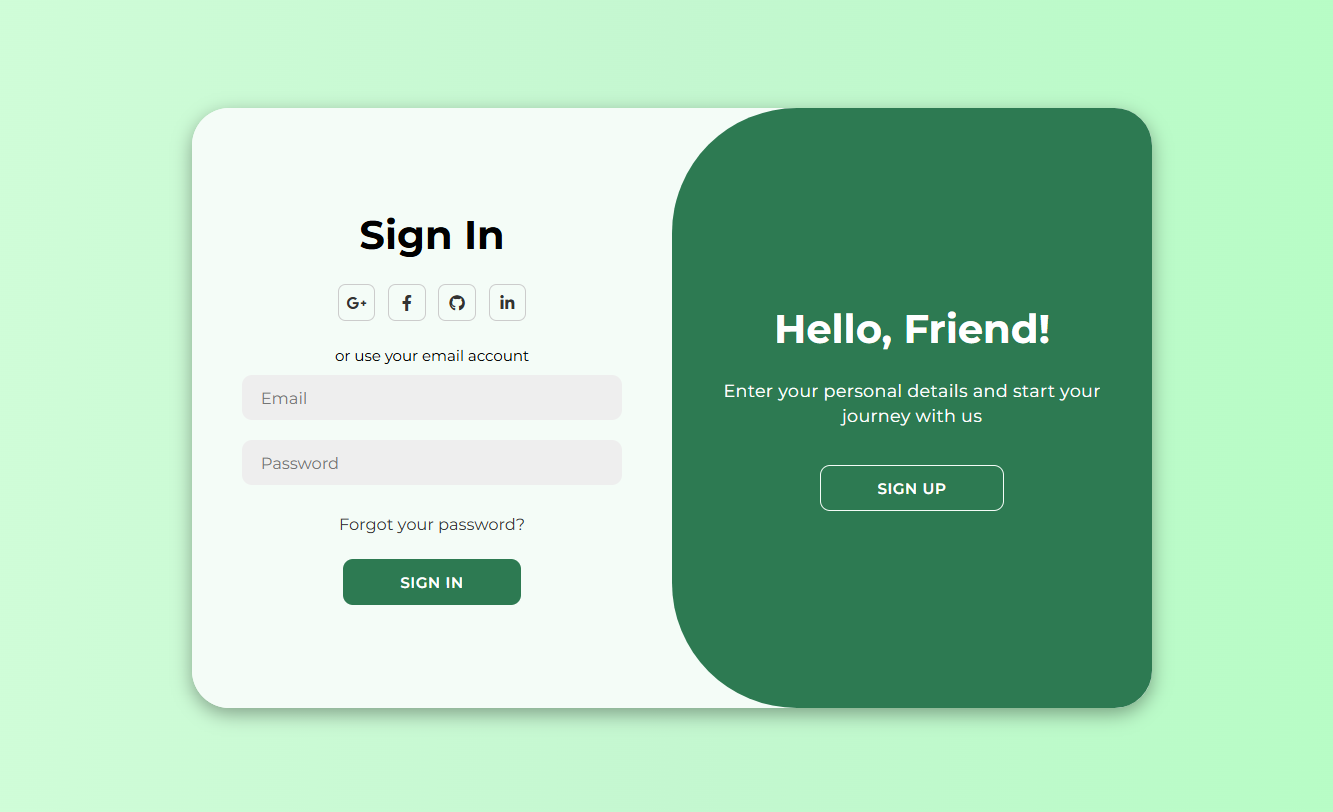 Sign In
G+
f
in
or use your email account
Email
Password
Forgot your password?
SIGN IN
Hello, Friend!
Enter your personal details and start your
journey with us
SIGN UP